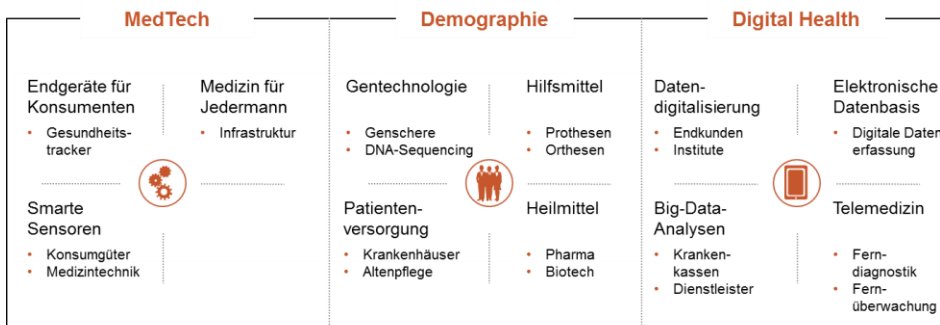 MedTech
Endgeräte für
Konsumenten
• Gesundheits-
tracker
Medizin für
Jedermann
• Infrastruktur
Smarte
Sensoren
• Konsumgüter
• Medizintechnik
Demographie
Gentechnologie
• Genschere
• DNA-Sequencing
Hilfsmittel
• Prothesen
• Orthesen
Patienten-
versorgung
• Krankenhäuser
• Altenpflege
Heilmittel
• Pharma
• Biotech
Digital Health
Daten-
digitalisierung
• Endkunden
• Institute
Elektronische
Datenbasis
• Digitale Daten
erfassung
Big-Data-
Analysen
• Kranken-
kassen
• Dienstleister
Telemedizin
• Fern-
diagnostik
• Fern-
überwachung